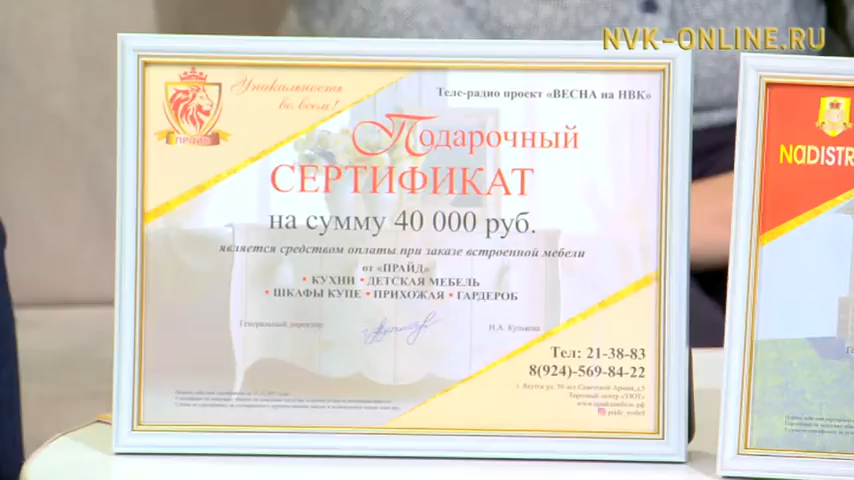 NVK-ONLINE.RU
Уникальность
во всем!
ПРАЙД
Теле-радио проект «ВЕСНА на НВК»
Подарочный
СЕРТИФИКАТ
на сумму 40 000 руб.
является средством оплаты при заказе встроенной мебели
от «ПРАЙД»
• КУХНИ • ДЕТСКАЯ МЕБЕЛЬ
• ШКАФЫ КУПЕ • ПРИХОЖАЯ • ГАРДЕРОБ
Генеральный директор
Н.А.
Тел: 21-38-83
8(924)-569-84-22
г. Якутск ул. 50 лет Советской Армии,
Торговый центр «УЮТ»
NADISTR